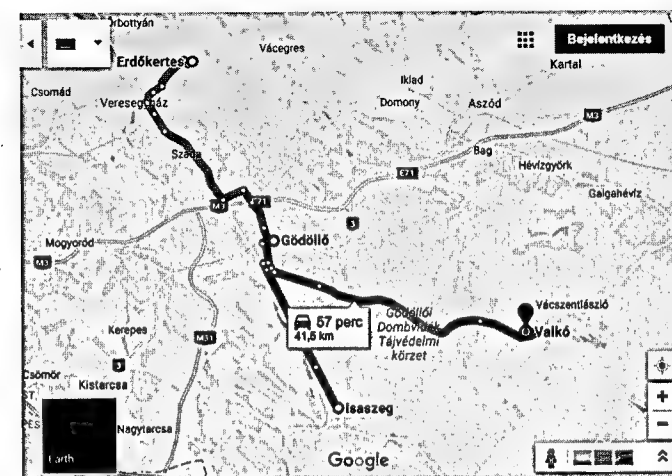 rbottyán
Bejelentkezés
Vácegres
Erdőkertes
Kartal
Iklad
Csomád
Veresegyház
Domony
Aszód
M3
Szada
Bag
Hévízgyörk
E71
Galgahévíz
M3
E71
3
Mogyoród
Gödöllő
M3
Vácszentlászló
57 perc
41,5 km
Gödöllői
Dombvidék
Tájvédelmi
körzet
Valkó
Kerepes
M31
3
Csömör
Kistarcsa
Isaszeg
Nagytarcsa
Earth
Google